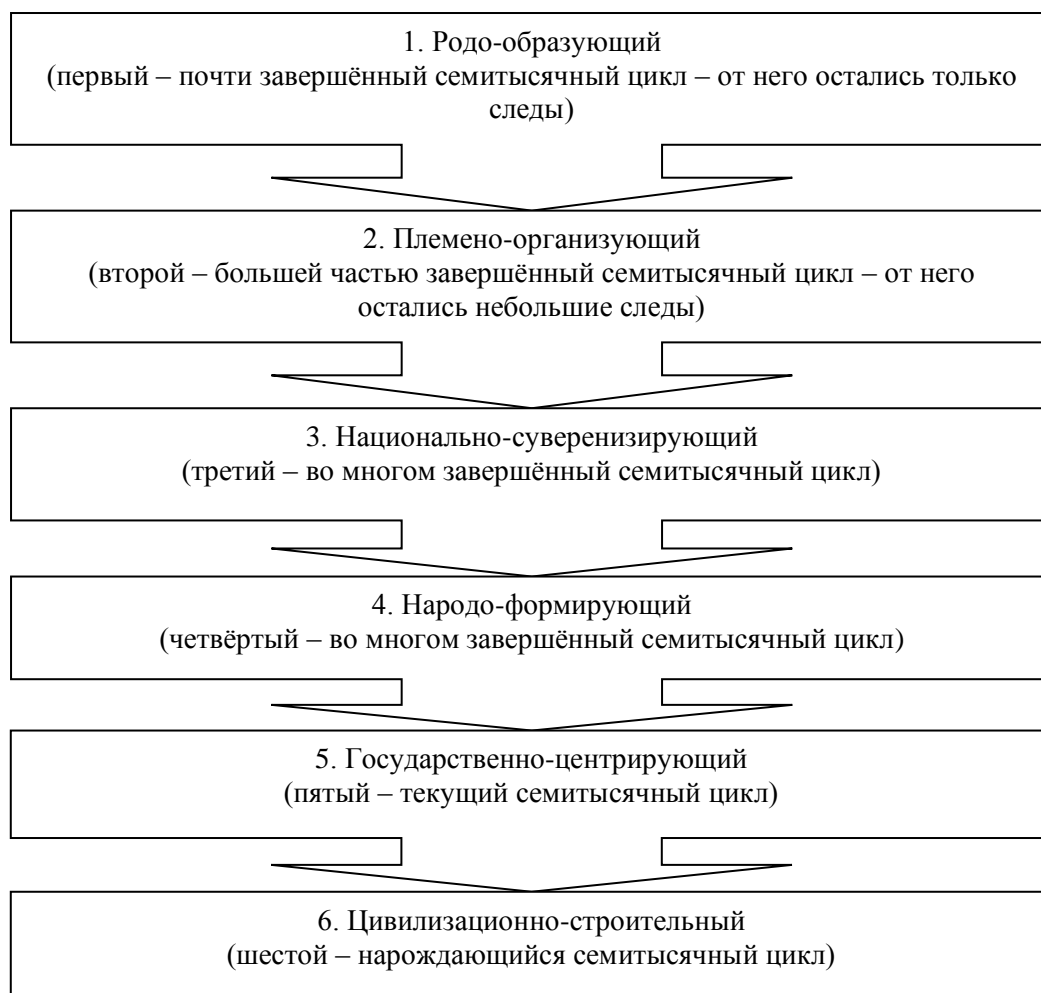 1. Родо-образующий
(первый – почти завершённый семитысячный цикл – от него остались только
следы)
2. Племено-организующий
(второй – большей частью завершённый семитысячный цикл – от него
остались небольшие следы)
3. Национально-суверенизирующий
(третий – во многом завершённый семитысячный цикл)
4. Народо-формирующий
(четвёртый – во многом завершённый семитысячный цикл)
5. Государственно-центрирующий
(пятый – текущий семитысячный цикл)
6. Цивилизационно-строительный
(шестой – нарождающийся семитысячный цикл)